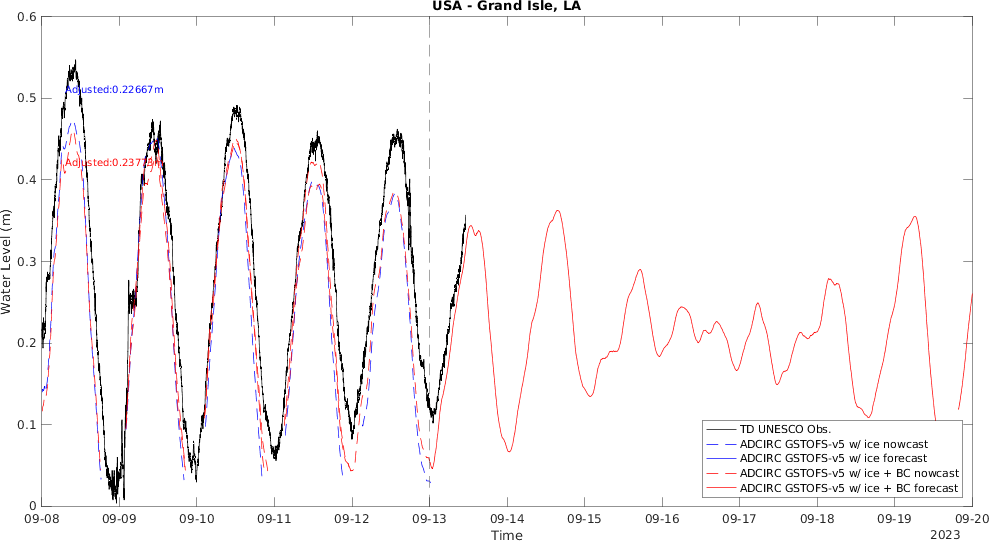 USA - Grand Isle, LA
0.6
0.5
0.4
0.3
0.2
0.1
0
Water Level (m)
Adjusted:0.22667m
TD UNESCO Obs.
ADCIRC GSTOFS-v5 w/ ice nowcast
ADCIRC GSTOFS-v5 w/ ice forecast
ADCIRC GSTOFS-v5 w/ ice + BC nowcast
ADCIRC GSTOFS-v5 w/ ice + BC forecast
09-08 09-09 09-10 09-11 09-12 09-13 09-14 09-15 09-16 09-17 09-18 09-19 09-20
Time
2023